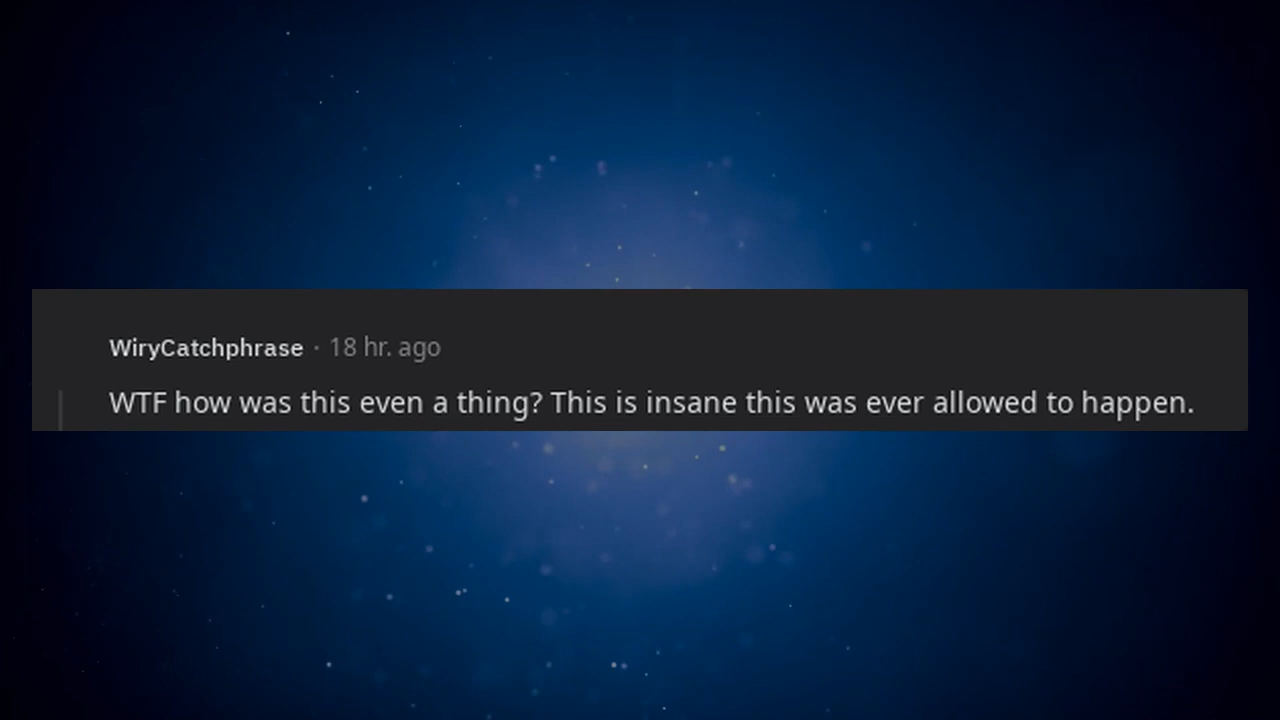 WiryCatchphrase · 18 hr. ago
WTF how was this even a thing? This is insane this was ever allowed to happen.